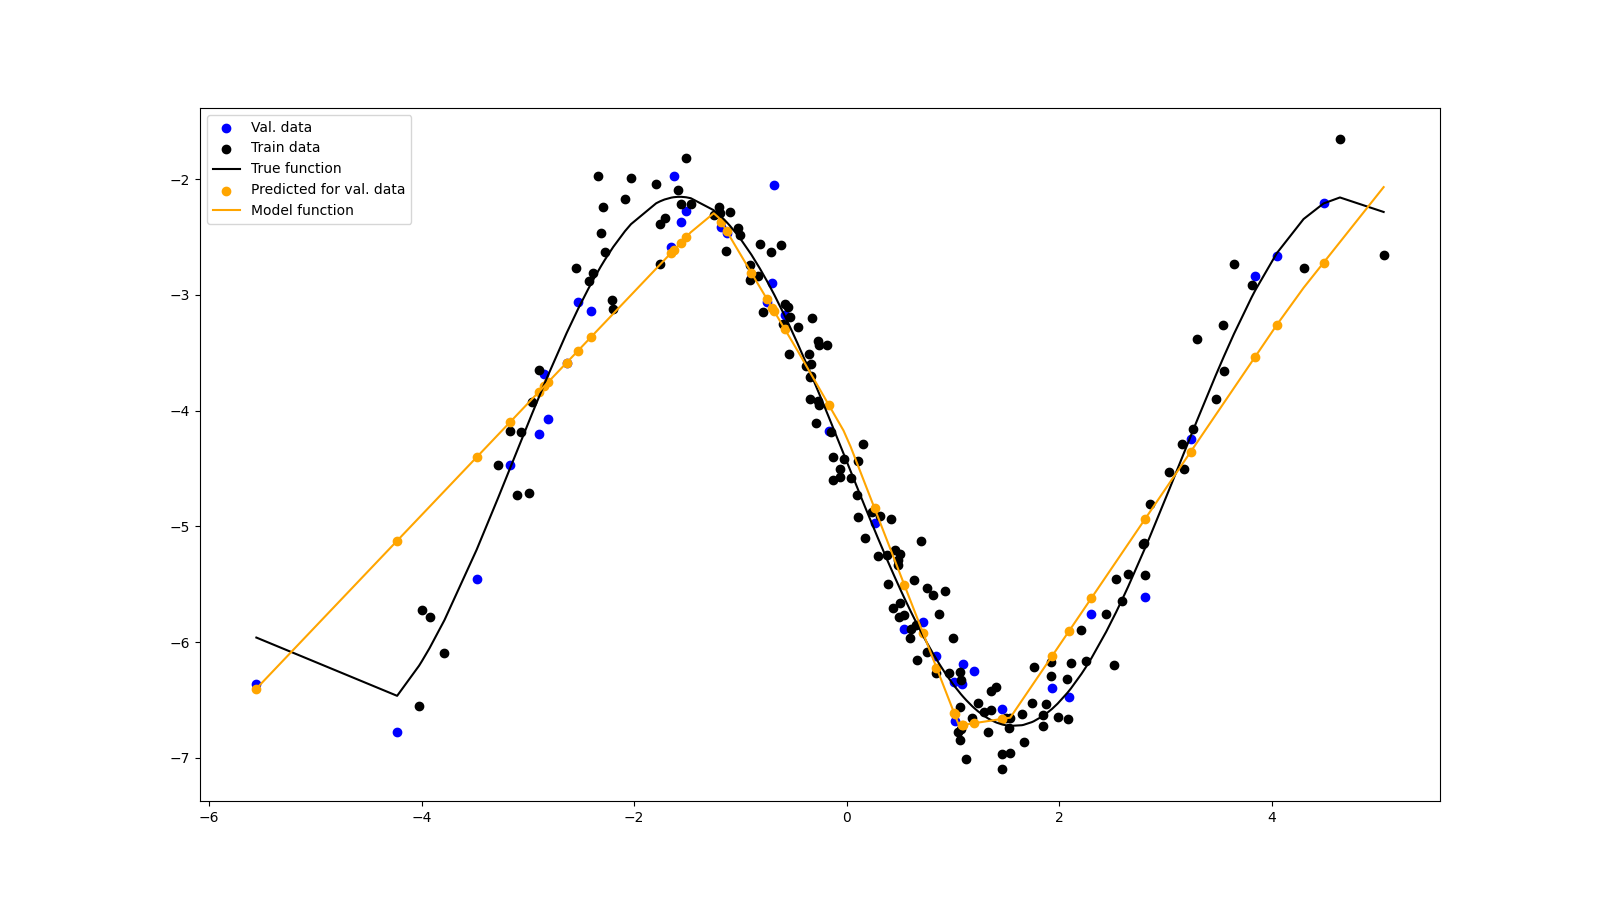 Val. data
Train data
True function
Predicted for val. data
Model function
−2
−3
−4
−5
−6
−7
−6 −4 −2 0 2 4